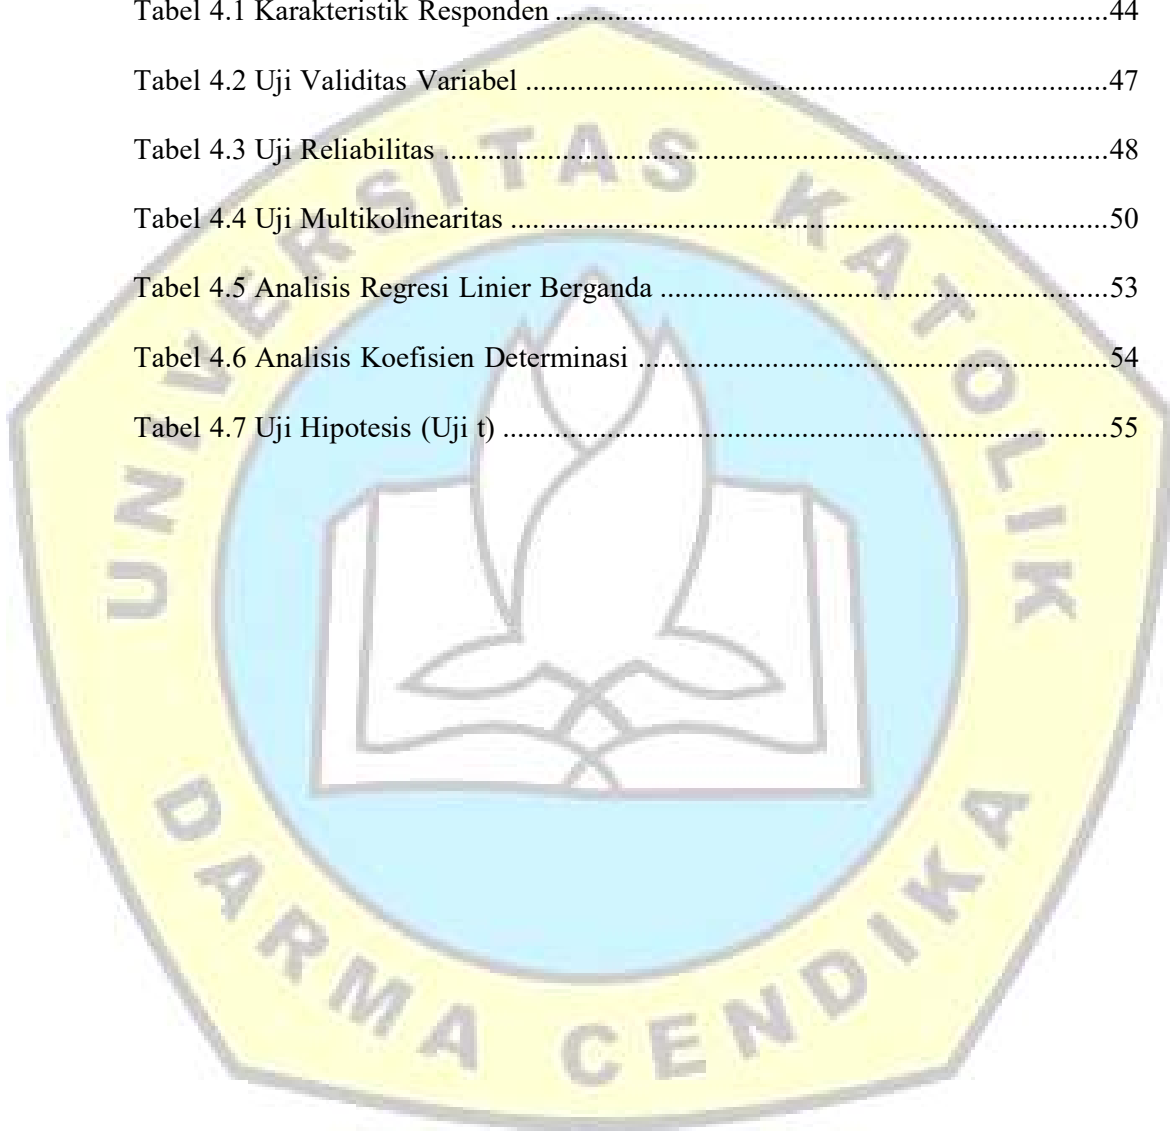 Tabel 4.1 Karakteristik Responden ............................................................................44
Tabel 4.2 Uji Validitas Variabel ................................................................................47
Tabel 4.3 Uji Reliabilitas ...........................................................................................48
Tabel 4.4 Uji Multikolinearitas ..................................................................................50
Tabel 4.5 Analisis Regresi Linier Berganda ..............................................................53
Tabel 4.6 Analisis Koefisien Determinasi .................................................................54
Tabel 4.7 Uji Hipotesis (Uji t) ...................................................................................55
UNIVERSITAS KATOLIK
DARMA CENDIKA